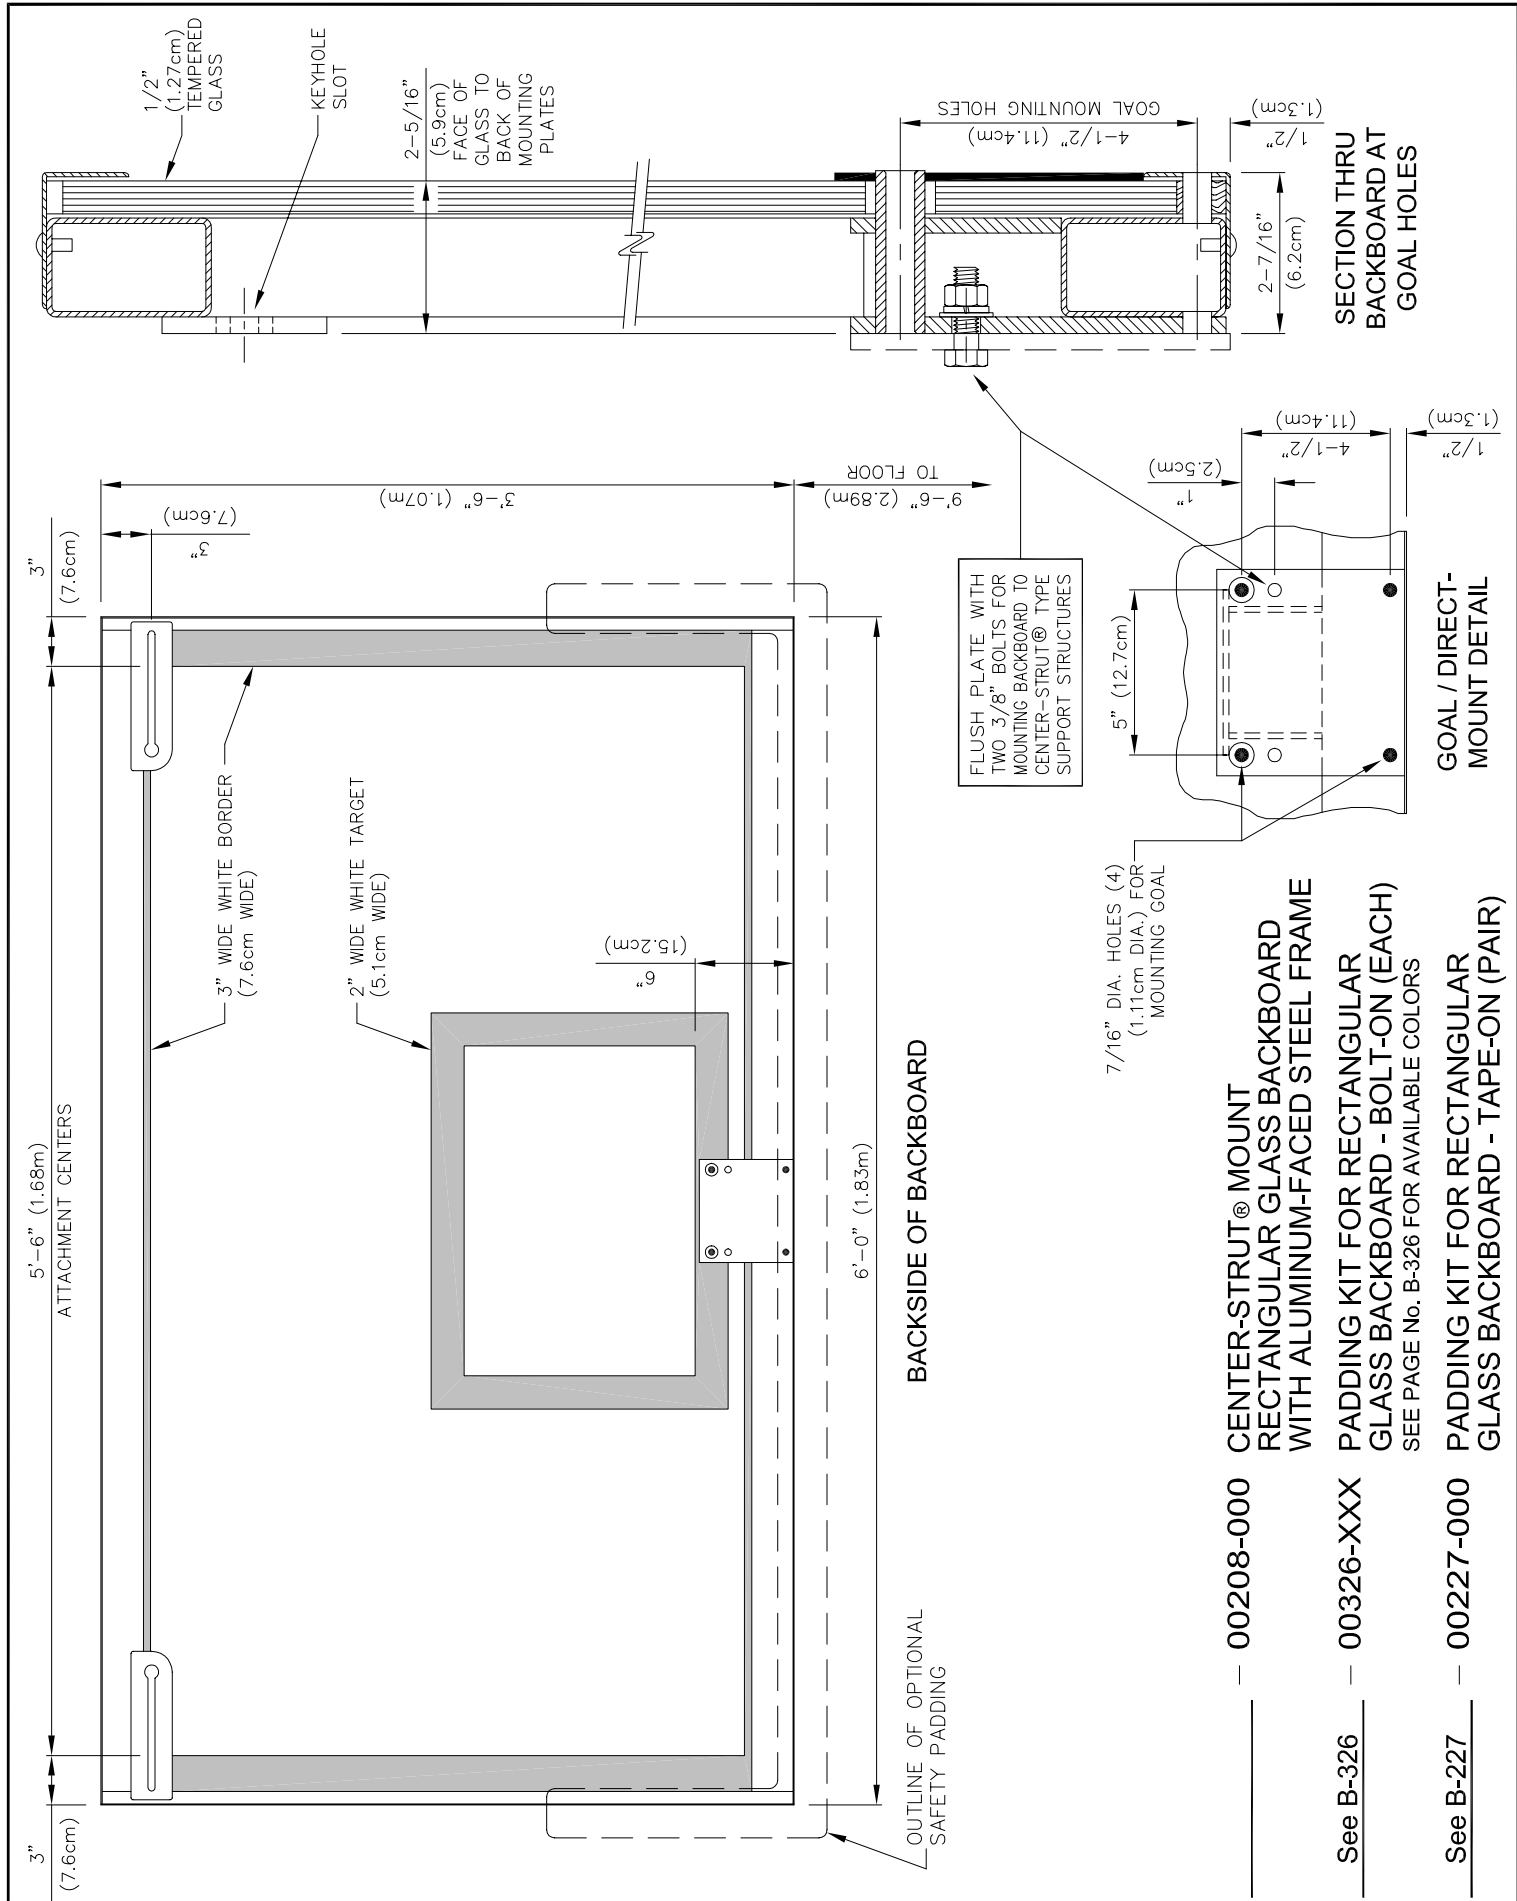 3"
(7.6cm)
5'-6" (1.68m)
ATTACHMENT CENTERS
3"
(7.6cm)
3"
(7.6cm)
3'-6" (1.07m)
9'-6" (2.89m)
TO FLOOR
3" WIDE WHITE BORDER
(7.6cm WIDE)
2" WIDE WHITE TARGET
(5.1cm WIDE)
6"
(15.2cm)
6'-0" (1.83m)
OUTLINE OF OPTIONAL
SAFETY PADDING
BACKSIDE OF BACKBOARD
1/2"
(1.27cm)
TEMPERED
GLASS
KEYHOLE
SLOT
2-5/16"
(5.9cm)
FACE OF
GLASS TO
BACK OF
MOUNTING
PLATES
4-1/2" (11.4cm)
GOAL MOUNTING HOLES
1/2"
(1.3cm)
2-7/16"
(6.2cm)
SECTION THRU
BACKBOARD AT
GOAL HOLES
FLUSH PLATE WITH
TWO 3/8" BOLTS FOR
MOUNTING BACKBOARD TO
CENTER-STRUT® TYPE
SUPPORT STRUCTURES
5" (12.7cm)
1"
(2.5cm)
4-1/2"
(11.4cm)
1/2"
(1.3cm)
7/16" DIA. HOLES (4)
(1.11cm DIA.) FOR
MOUNTING GOAL
GOAL / DIRECT-
MOUNT DETAIL
– 00208-000 CENTER-STRUT® MOUNT
RECTANGULAR GLASS BACKBOARD
WITH ALUMINUM-FACED STEEL FRAME
See B-326 – 00326-XXX PADDING KIT FOR RECTANGULAR
GLASS BACKBOARD - BOLT-ON (EACH)
SEE PAGE No. B-326 FOR AVAILABLE COLORS
See B-227 – 00227-000 PADDING KIT FOR RECTANGULAR
GLASS BACKBOARD - TAPE-ON (PAIR)